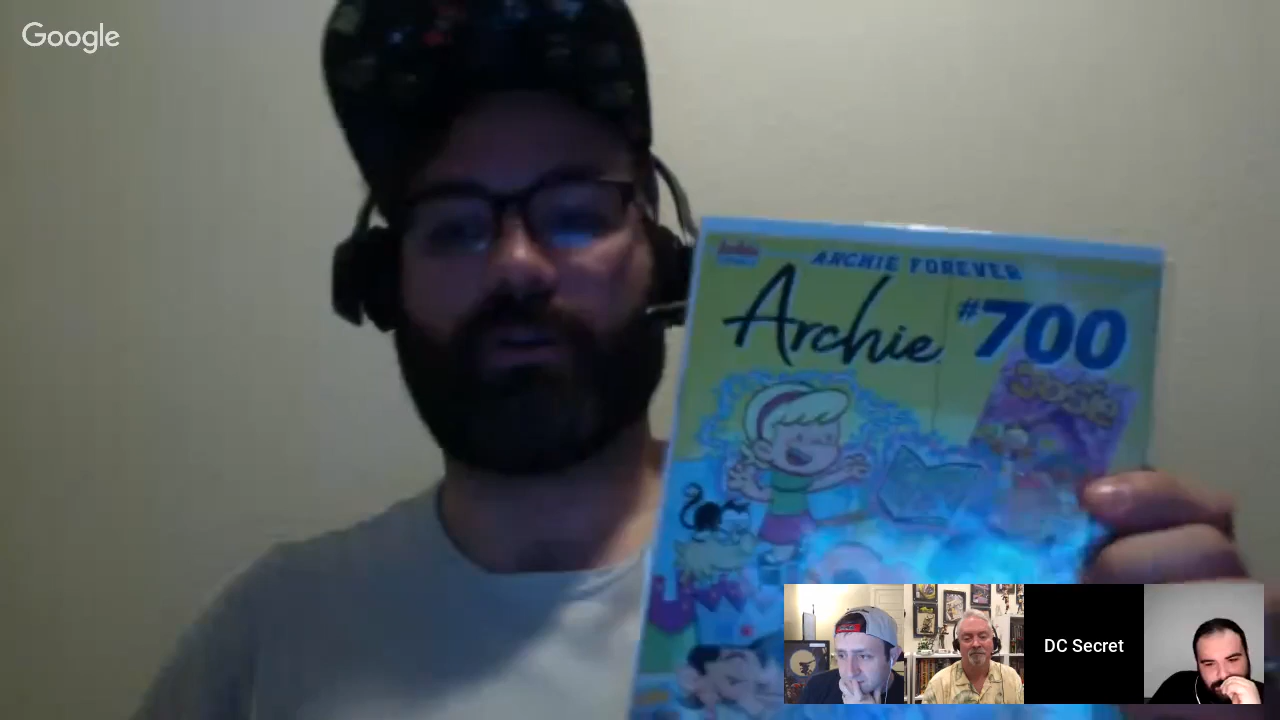 Google
ARCHIE FOREVER
Archie
#700
Josie
DC Secret